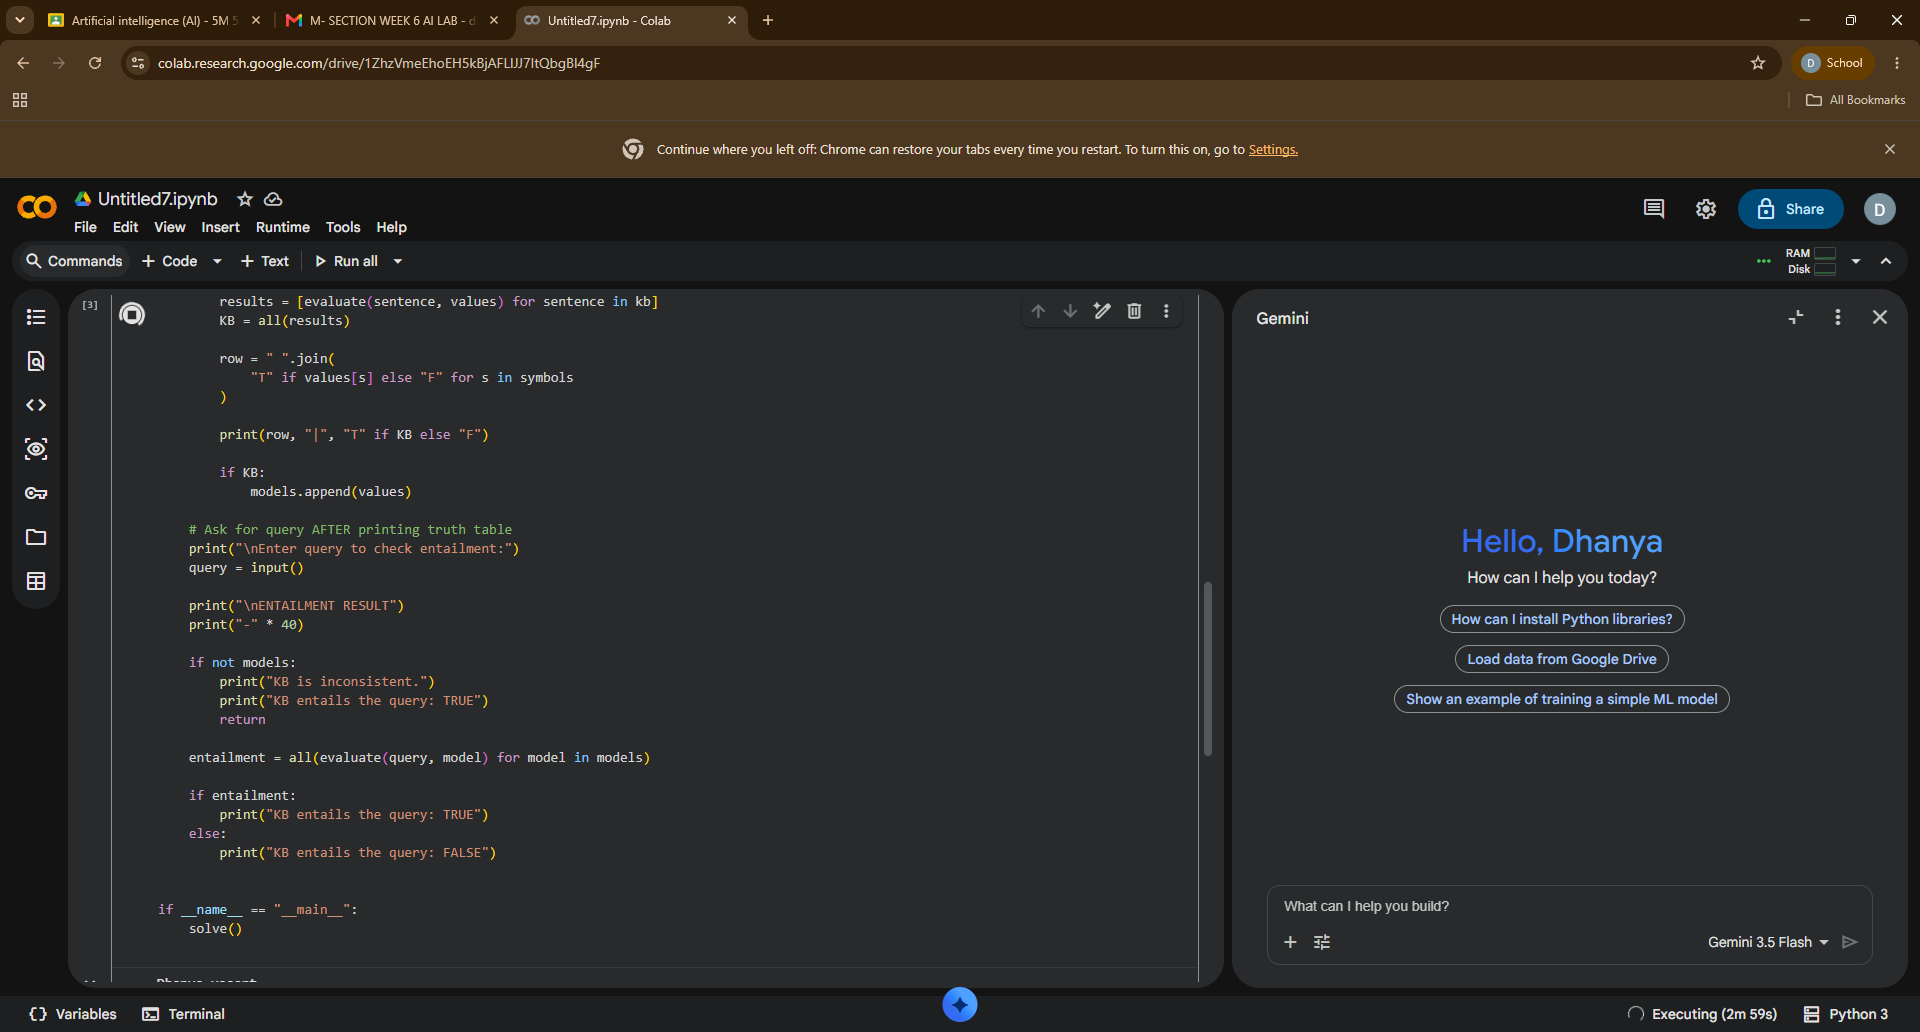 Artificial intelligence (AI) - 5M 5
M- SECTION WEEK 6 AI LAB - d
Untitled7.ipynb - Colab
colab.research.google.com/drive/1ZhzVmeEhoEH5kBjAFLIJJ7ItQbgBl4gF
D School
All Bookmarks
Continue where you left off: Chrome can restore your tabs every time you restart. To turn this on, go to Settings.
Untitled7.ipynb
File Edit View Insert Runtime Tools Help
Share
D
Commands + Code + Text Run all
RAM
Disk
[3]
results = [evaluate(sentence, values) for sentence in kb]
KB = all(results)
row = " ".join(
"T" if values[s] else "F" for s in symbols
)
print(row, "|", "T" if KB else "F")
if KB:
models.append(values)
# Ask for query AFTER printing truth table
print("\nEnter query to check entailment:")
query = input()
print("\nENTAILMENT RESULT")
print("-" * 40)
if not models:
print("KB is inconsistent.")
print("KB entails the query: TRUE")
return
entailment = all(evaluate(query, model) for model in models)
if entailment:
print("KB entails the query: TRUE")
else:
print("KB entails the query: FALSE")
if __name__ == "__main__":
solve()
Gemini
Hello, Dhanya
How can I help you today?
How can I install Python libraries?
Load data from Google Drive
Show an example of training a simple ML model
What can I help you build?
Gemini 3.5 Flash
Variables Terminal
Executing (2m 59s) Python 3